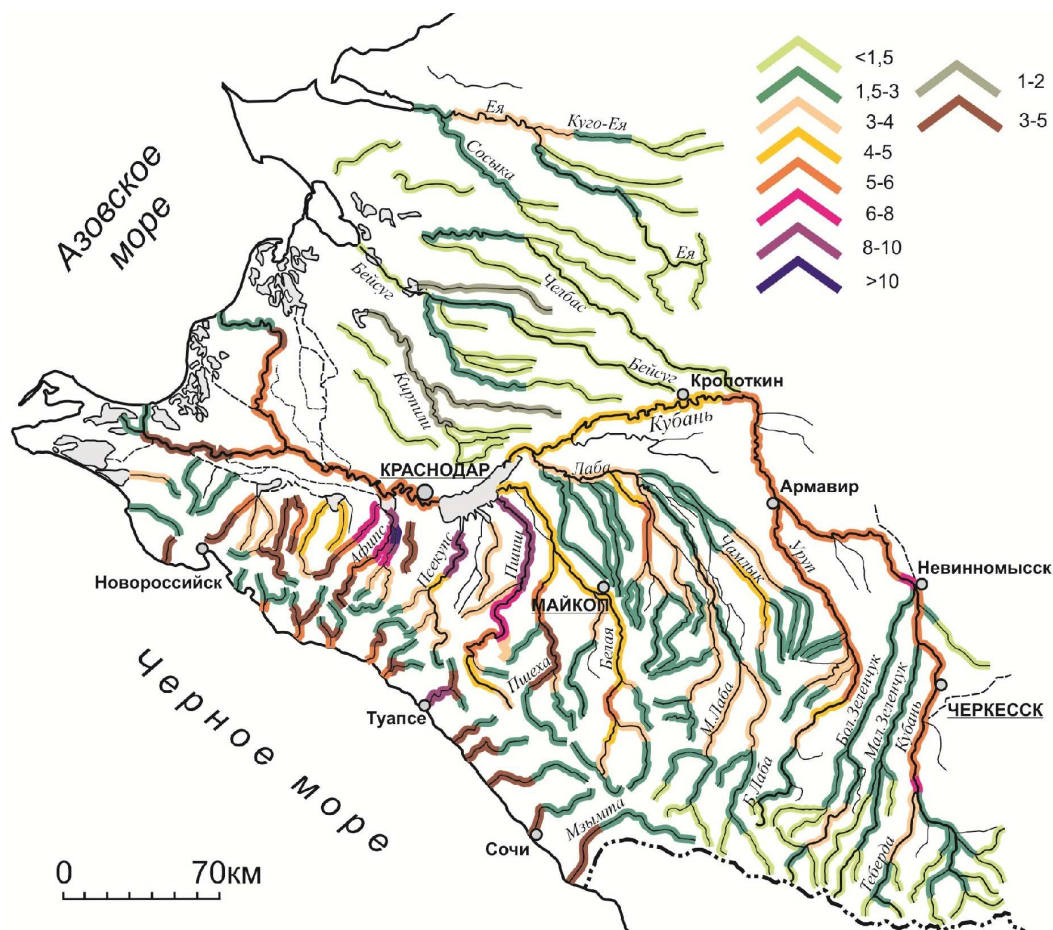 <1,5
1,5-3
3-4
4-5
5-6
6-8
8-10
>10
1-2
3-5
Ея
Куго-Ея
Сосыка
Азовское
море
Ея
Бейсуг
Челбас
Бейсуг
Кропоткин
Кирпили
Кубань
КРАСНОДАР
Лаба
Армавир
Афипс
Псекупс
Пшиш
Чамлык
Уруп
Невинномысск
Новороссийск
МАЙКОП
Белая
Пшеха
М.Лаба
Бол.Зеленчук
Мал.Зеленчук
Кубань
ЧЕРКЕССК
Туапсе
Черное море
Б.Лаба
Мзымта
Сочи
Теберда
0 70км